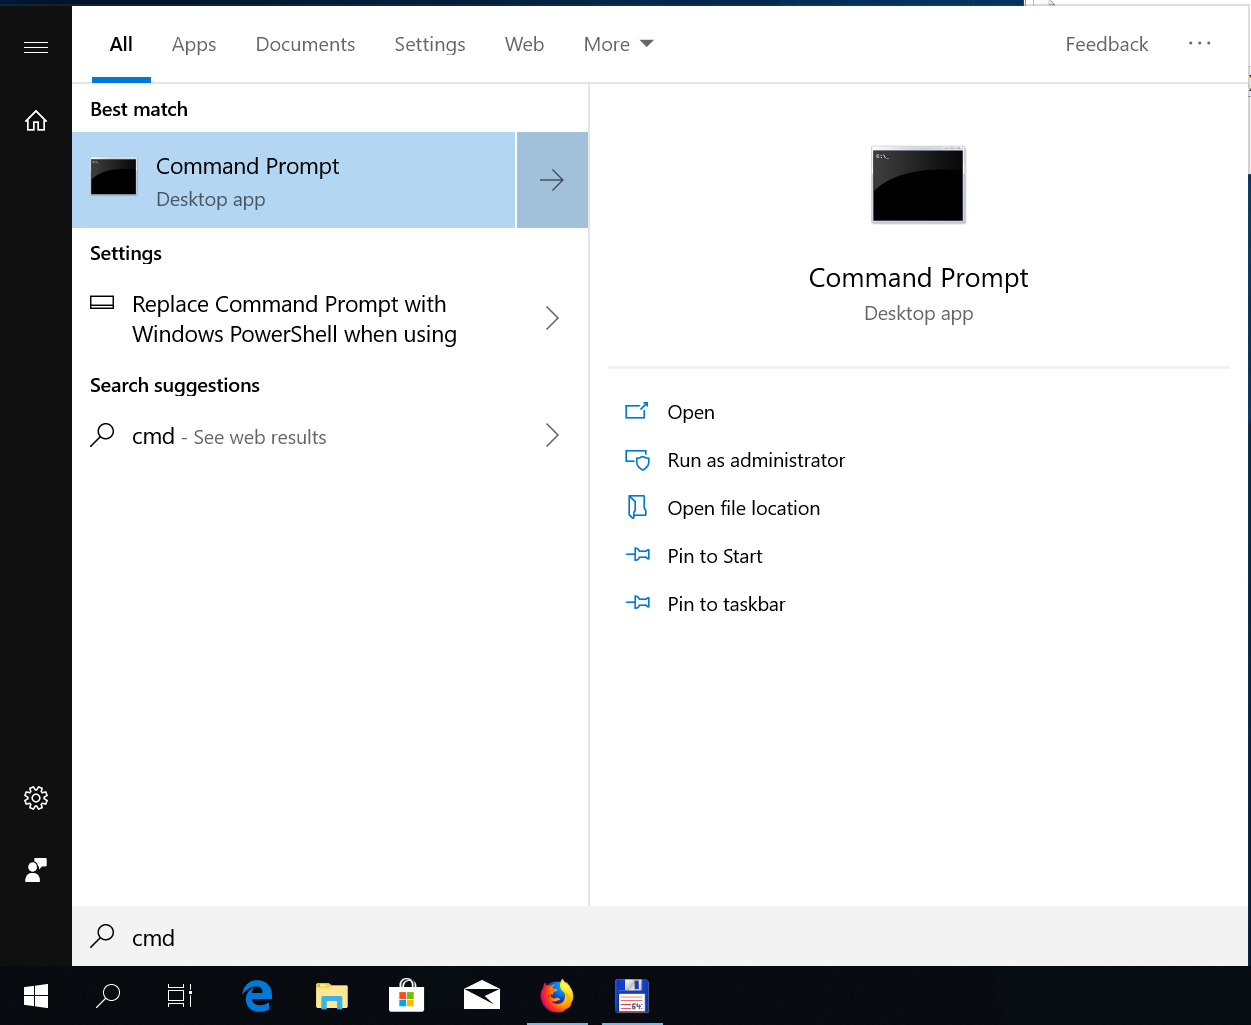 All Apps Documents Settings Web More Feedback ...
Best match
Command Prompt
Desktop app
Settings
Replace Command Prompt with
Windows PowerShell when using
Search suggestions
cmd - See web results
Command Prompt
Desktop app
Open
Run as administrator
Open file location
Pin to Start
Pin to taskbar
cmd
64